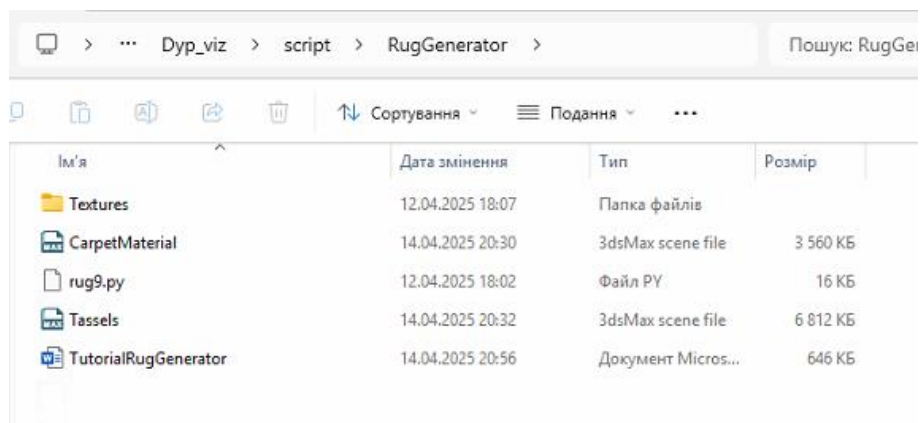 > ... Dyp_viz > script > RugGenerator > Пошук: RugGer
Сортування Подання ...
Ім'я Дата змінення Тип Розмір
Textures 12.04.2025 18:07 Папка файлів
CarpetMaterial 14.04.2025 20:30 3dsMax scene file 3 560 КБ
rug9.py 12.04.2025 18:02 Файл PY 16 КБ
Tassels 14.04.2025 20:32 3dsMax scene file 6 812 КБ
TutorialRugGenerator 14.04.2025 20:56 Документ Micros... 646 КБ